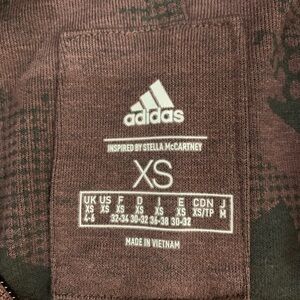 adidas
INSPIRED BY STELLA McCARTNEY
XS
UK US F D I E CDN J
XS XS XS XS XS XS XS/TP M
4-6 32-34 30-32 36-38 30-32
MADE IN VIETNAM